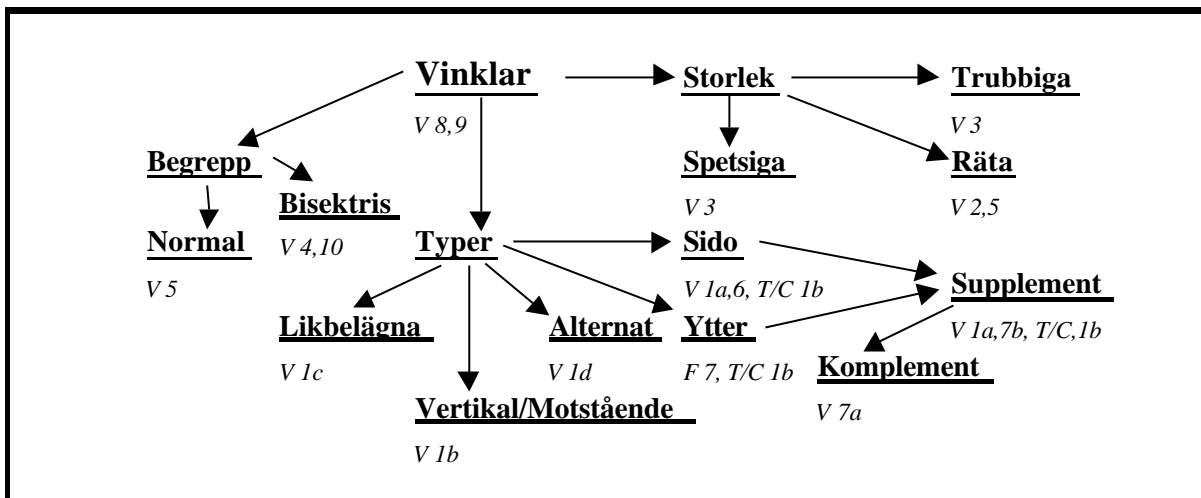 Vinklar Storlek Trubbiga
V 8,9 V 3
Begrepp Spetsiga Räta
Bisektris V 3 V 2,5
Normal V 4,10 Typer Sido
V 5 V 1a,6, T/C 1b Supplement
Likbelägna Alternat Ytter V 1a,7b, T/C,1b
V 1c V 1d F 7, T/C 1b Komplement
Vertikal/Motstående V 7a
V 1b